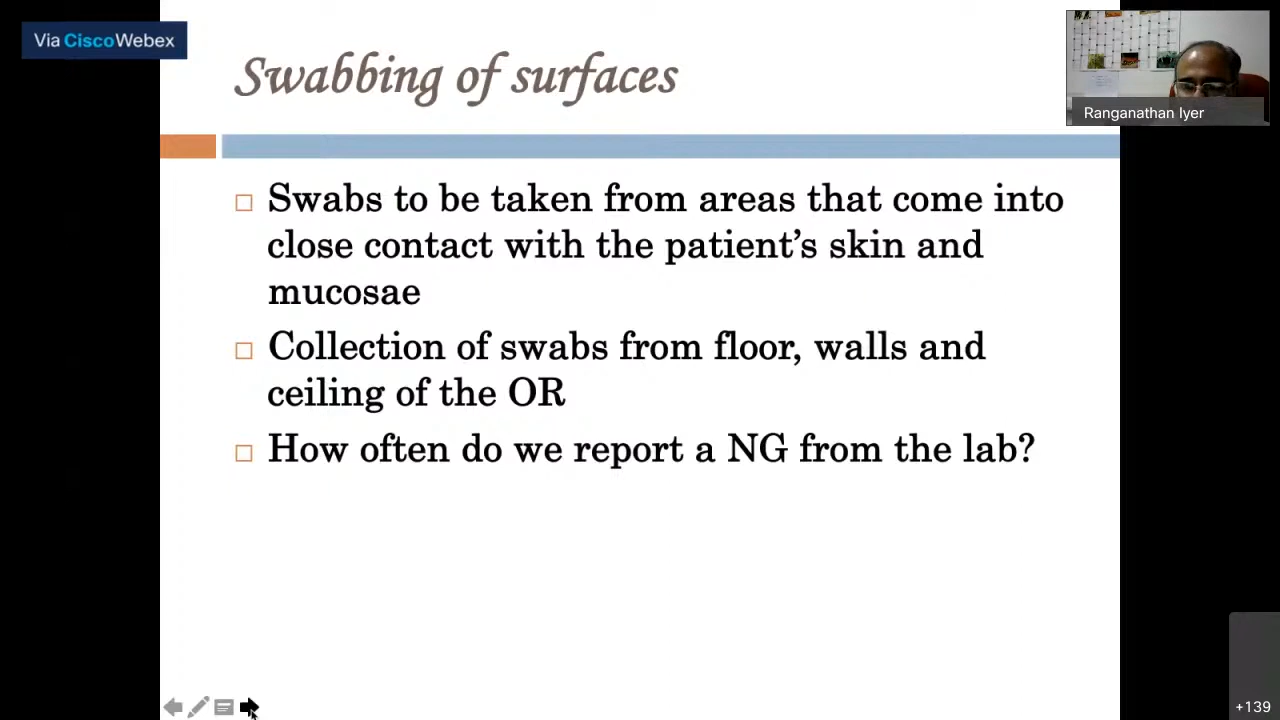 Via CiscoWebex
Swabbing of surfaces
Ranganathan Iyer
Swabs to be taken from areas that come into
close contact with the patient’s skin and
mucosae
Collection of swabs from floor, walls and
ceiling of the OR
How often do we report a NG from the lab?
+139